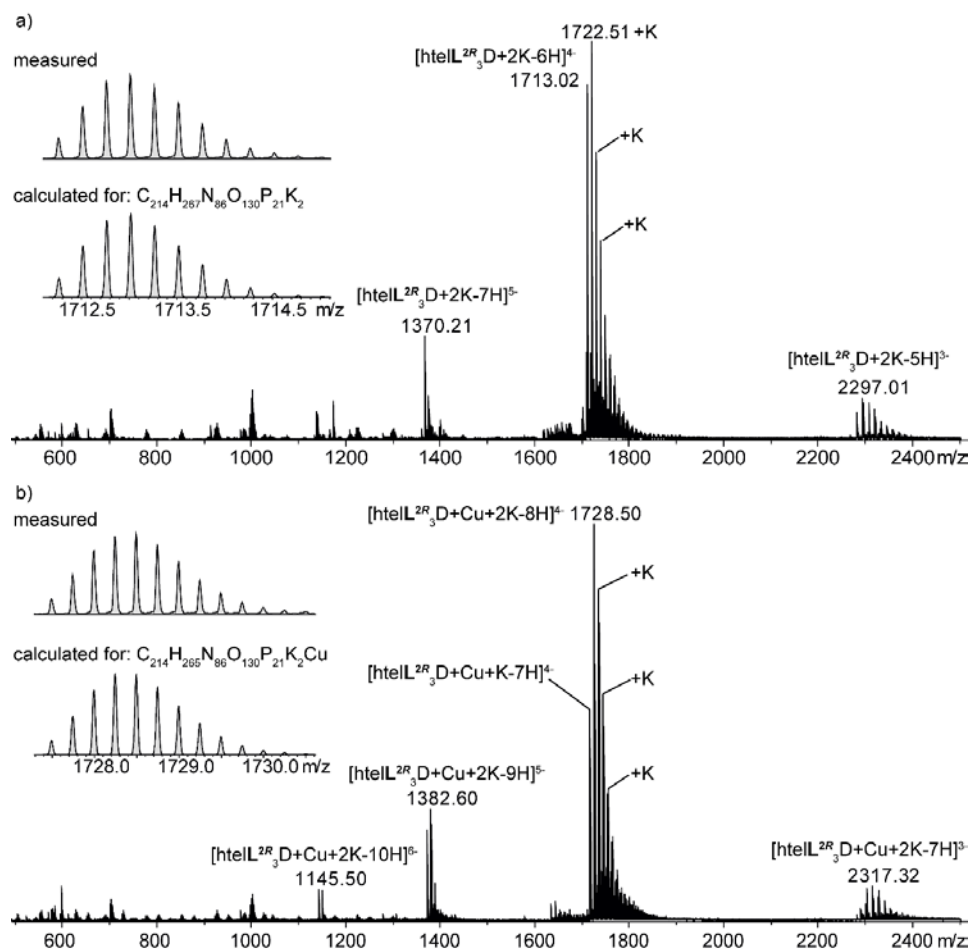 a)
measured
calculated for: C₂₁₄H₂₆₇N₈₆O₁₃₀P₂₁K₂
1712.5 1713.5 1714.5 m/z
1722.51 +K
[htelL²ᴿ₃D+2K-6H]⁴⁻
1713.02
+K
+K
[htelL²ᴿ₃D+2K-7H]⁵⁻
1370.21
[htelL²ᴿ₃D+2K-5H]³⁻
2297.01
600 800 1000 1200 1400 1600 1800 2000 2200 2400 m/z
b)
measured
calculated for: C₂₁₄H₂₆₅N₈₆O₁₃₀P₂₁K₂Cu
1728.0 1729.0 1730.0 m/z
[htelL²ᴿ₃D+Cu+2K-8H]⁴⁻ 1728.50
+K
[htelL²ᴿ₃D+Cu+K-7H]⁴⁻
+K
+K
[htelL²ᴿ₃D+Cu+2K-9H]⁵⁻
1382.60
[htelL²ᴿ₃D+Cu+2K-10H]⁶⁻
1145.50
[htelL²ᴿ₃D+Cu+2K-7H]³⁻
2317.32
600 800 1000 1200 1400 1600 1800 2000 2200 2400 m/z